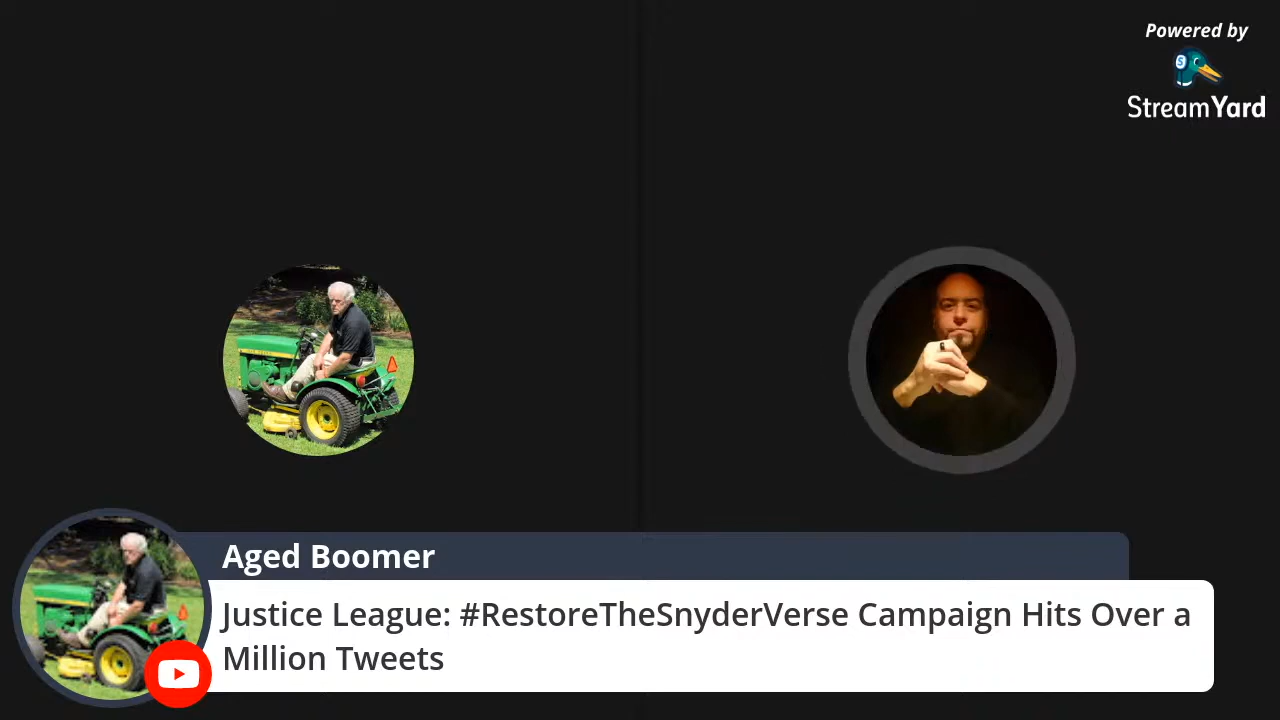 Powered by
StreamYard
Aged Boomer
Justice League: #RestoreTheSnyderVerse Campaign Hits Over a
Million Tweets